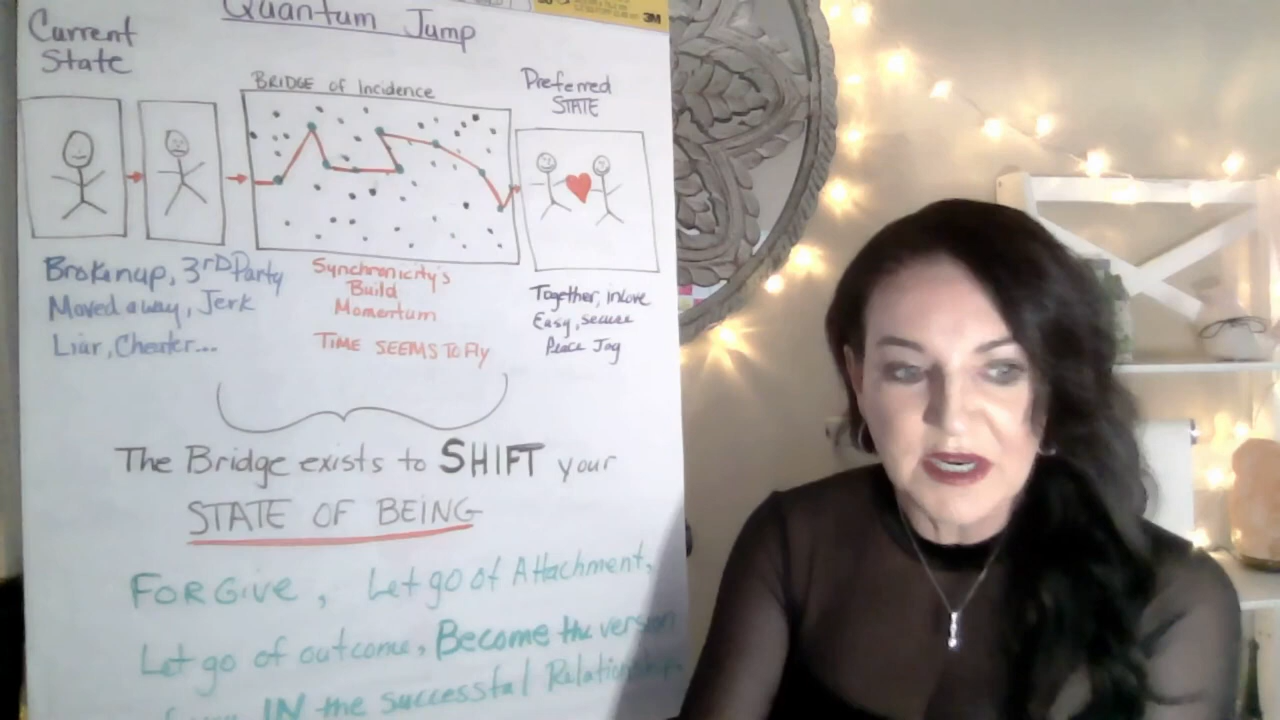 Quantum Jump
3M
Current
State
BRIDGE of Incidence
Preferred
STATE
Brokenup, 3rd Party
Moved away, Jerk
Liar, Cheater...
Synchronicity's
Build
Momentum
TIME SEEMS TO Fly
Together, inlove
Easy, secure
Peace Joy
The Bridge exists to SHIFT your
STATE OF BEING
FORGIVE, Let go of Attachment,
Let go of outcome, Become the version
IN the successful Relationship